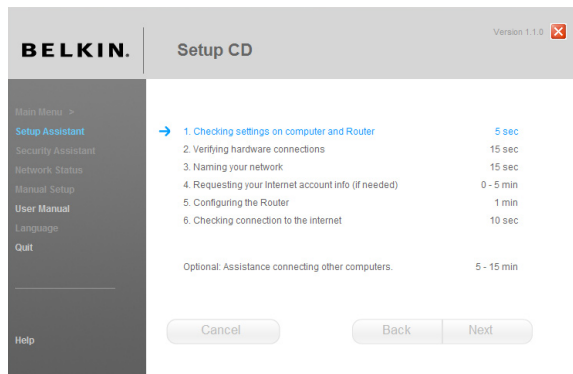 BELKIN.
Setup CD
Version 1.1.0
Main Menu >
Setup Assistant
Security Assistant
Network Status
Manual Setup
User Manual
Language
Quit
Help
1. Checking settings on computer and Router 5 sec
2. Verifying hardware connections 15 sec
3. Naming your network 15 sec
4. Requesting your Internet account info (if needed) 0 - 5 min
5. Configuring the Router 1 min
6. Checking connection to the internet 10 sec
Optional: Assistance connecting other computers. 5 - 15 min
Cancel Back Next